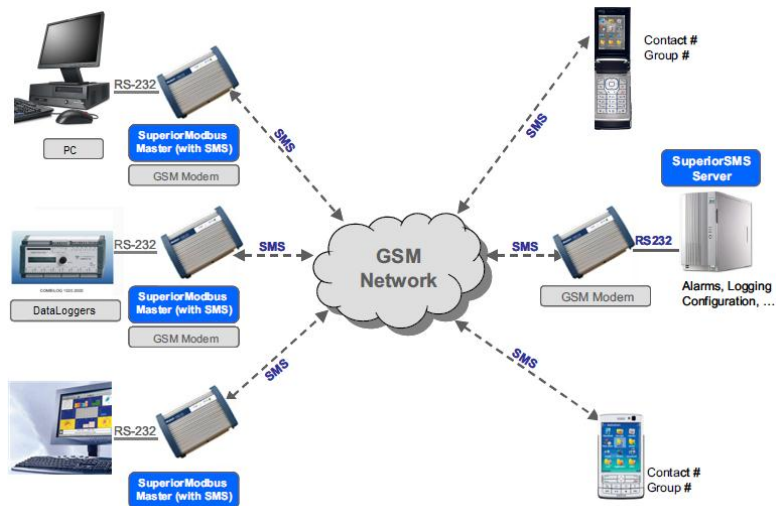 RS-232
SuperiorModbus
Master (with SMS)
PC
GSM Modem
SMS
Contact #
Group #
SMS
SuperiorSMS
Server
RS-232
SMS
GSM
Network
SMS
RS232
DataLoggers
SuperiorModbus
Master (with SMS)
GSM Modem
GSM Modem
Alarms, Logging
Configuration, ...
RS-232
SMS
SMS
SuperiorModbus
Master (with SMS)
Contact #
Group #